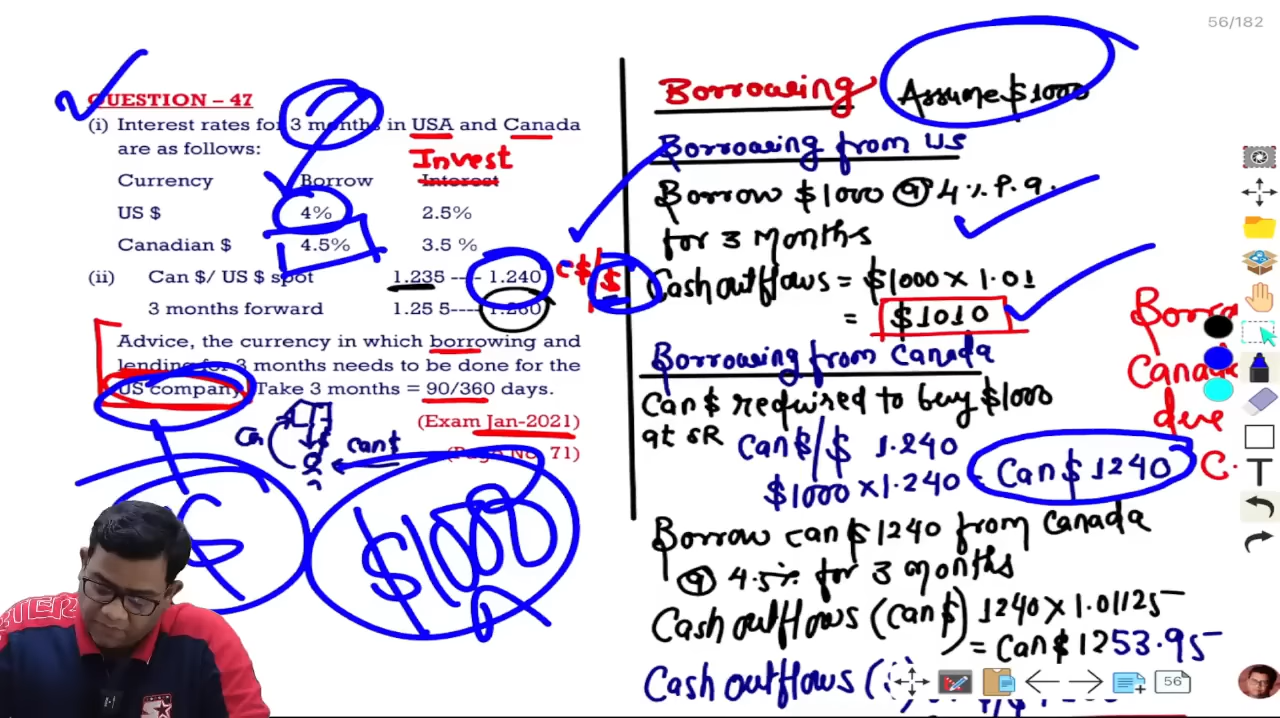 56/182
QUESTION – 47
(i) Interest rates for 3 months in USA and Canada
are as follows:
Invest
Currency Borrow Interest
US $ 4% 2.5%
Canadian $ 4.5% 3.5 %
(ii) Can $/ US $ spot 1.235 ---- 1.240
C$/$
3 months forward 1.25 5---- 1.260
Advice, the currency in which borrowing and
lending for 3 months needs to be done for the
US company. Take 3 months = 90/360 days.
(Exam Jan-2021)
(Page No. 71)
can$
$1000
Borrowing Assume $1000
Borrowing from US
Borrow $1000 @ 4% P.a.
for 3 Months
Cash outflows = $1000 × 1.01
= $1010
Borrowing from Canada
Can$ required to buy $1000
at SR Can$/$ 1.240
$1000 × 1.240 = Can$ 1240
Borrow can$ 1240 from Canada
@ 4.5% for 3 months
Cash outflows (can$) 1240 × 1.01125
= Can$ 1253.95
Cash outflows (
56
T